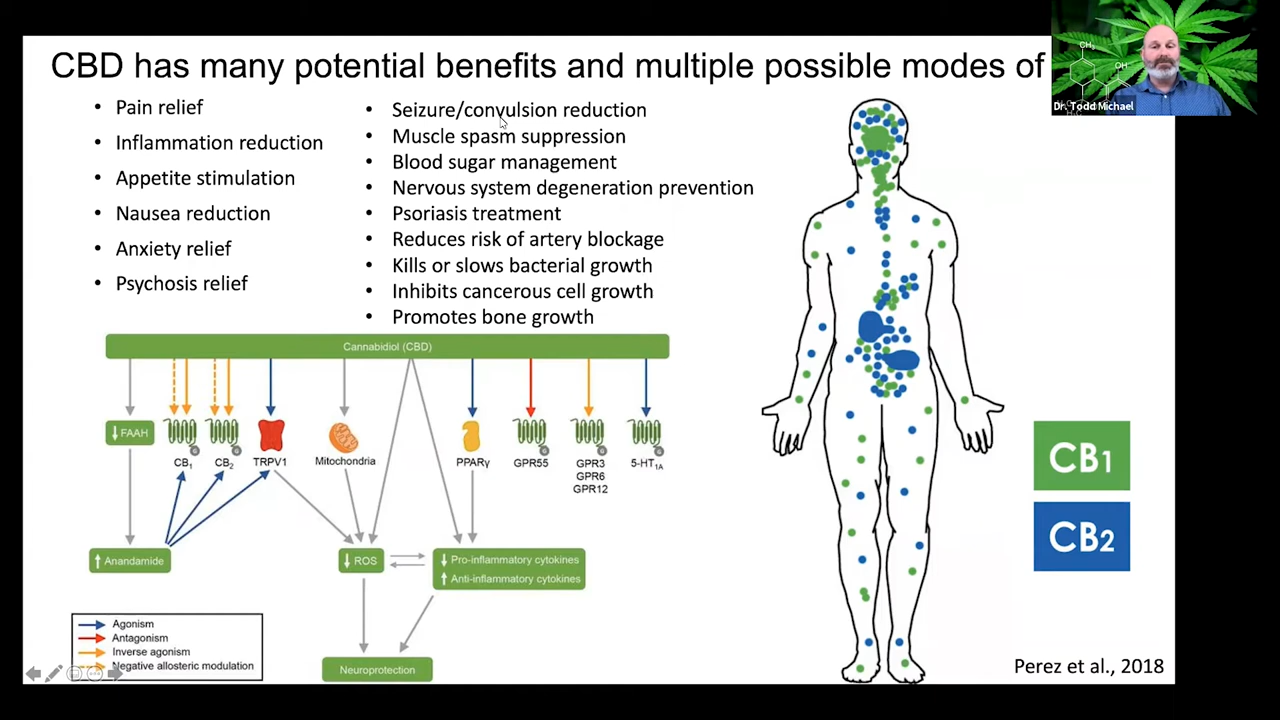 CBD has many potential benefits and multiple possible modes of
CH₃
OH
Dr. Todd Michael
• Pain relief
• Inflammation reduction
• Appetite stimulation
• Nausea reduction
• Anxiety relief
• Psychosis relief
• Seizure/convulsion reduction
• Muscle spasm suppression
• Blood sugar management
• Nervous system degeneration prevention
• Psoriasis treatment
• Reduces risk of artery blockage
• Kills or slows bacterial growth
• Inhibits cancerous cell growth
• Promotes bone growth
Cannabidiol (CBD)
↓ FAAH
G
G
G
G
G
CB₁
CB₂
TRPV1
Mitochondria
PPARγ
GPR55
GPR3
GPR6
GPR12
5-HT₁A
↑ Anandamide
↓ ROS
↓ Pro-inflammatory cytokines
↑ Anti-inflammatory cytokines
Neuroprotection
Agonism
Antagonism
Inverse agonism
Negative allosteric modulation
CB1
CB2
Perez et al., 2018